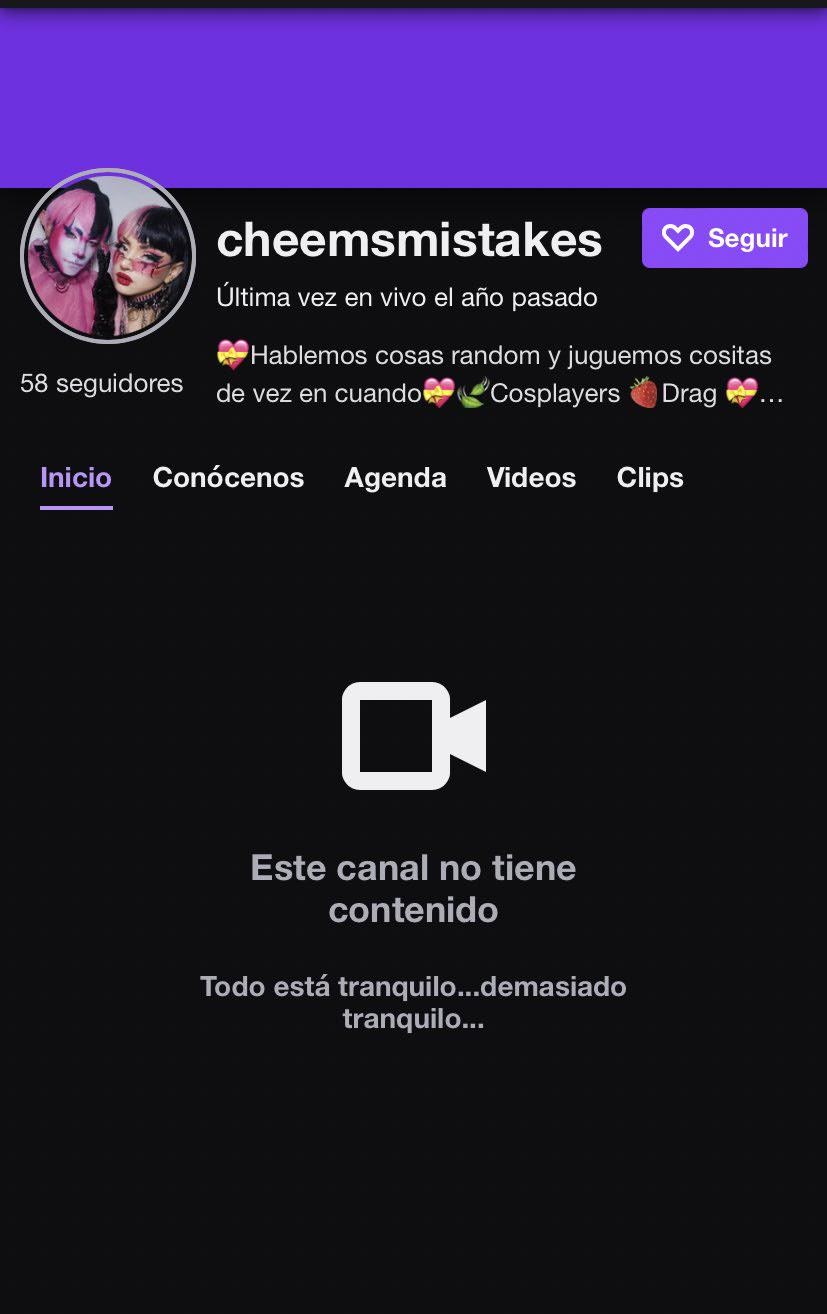 cheemsmistakes
Seguir
Última vez en vivo el año pasado
💝Hablemos cosas random y juguemos cositas
de vez en cuando💝🌿Cosplayers 🍓Drag 💝…
58 seguidores
Inicio
Conócenos
Agenda
Videos
Clips
Este canal no tiene
contenido
Todo está tranquilo...demasiado
tranquilo...